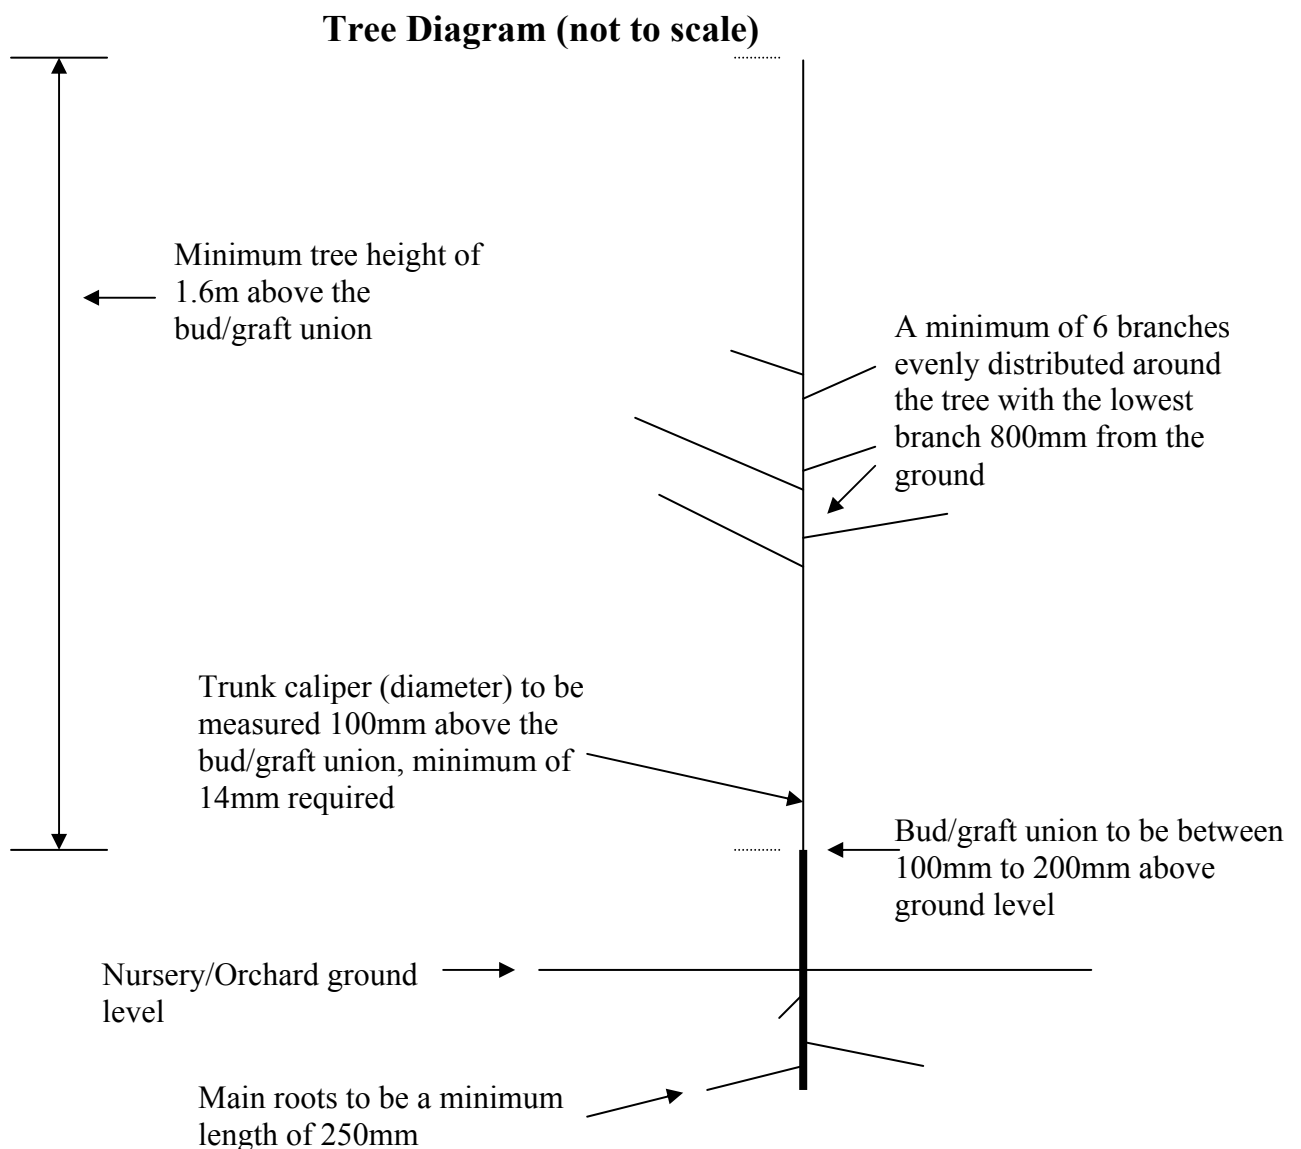 Tree Diagram (not to scale)
Minimum tree height of
1.6m above the
bud/graft union
A minimum of 6 branches
evenly distributed around
the tree with the lowest
branch 800mm from the
ground
Trunk caliper (diameter) to be
measured 100mm above the
bud/graft union, minimum of
14mm required
Bud/graft union to be between
100mm to 200mm above
ground level
Nursery/Orchard ground
level
Main roots to be a minimum
length of 250mm